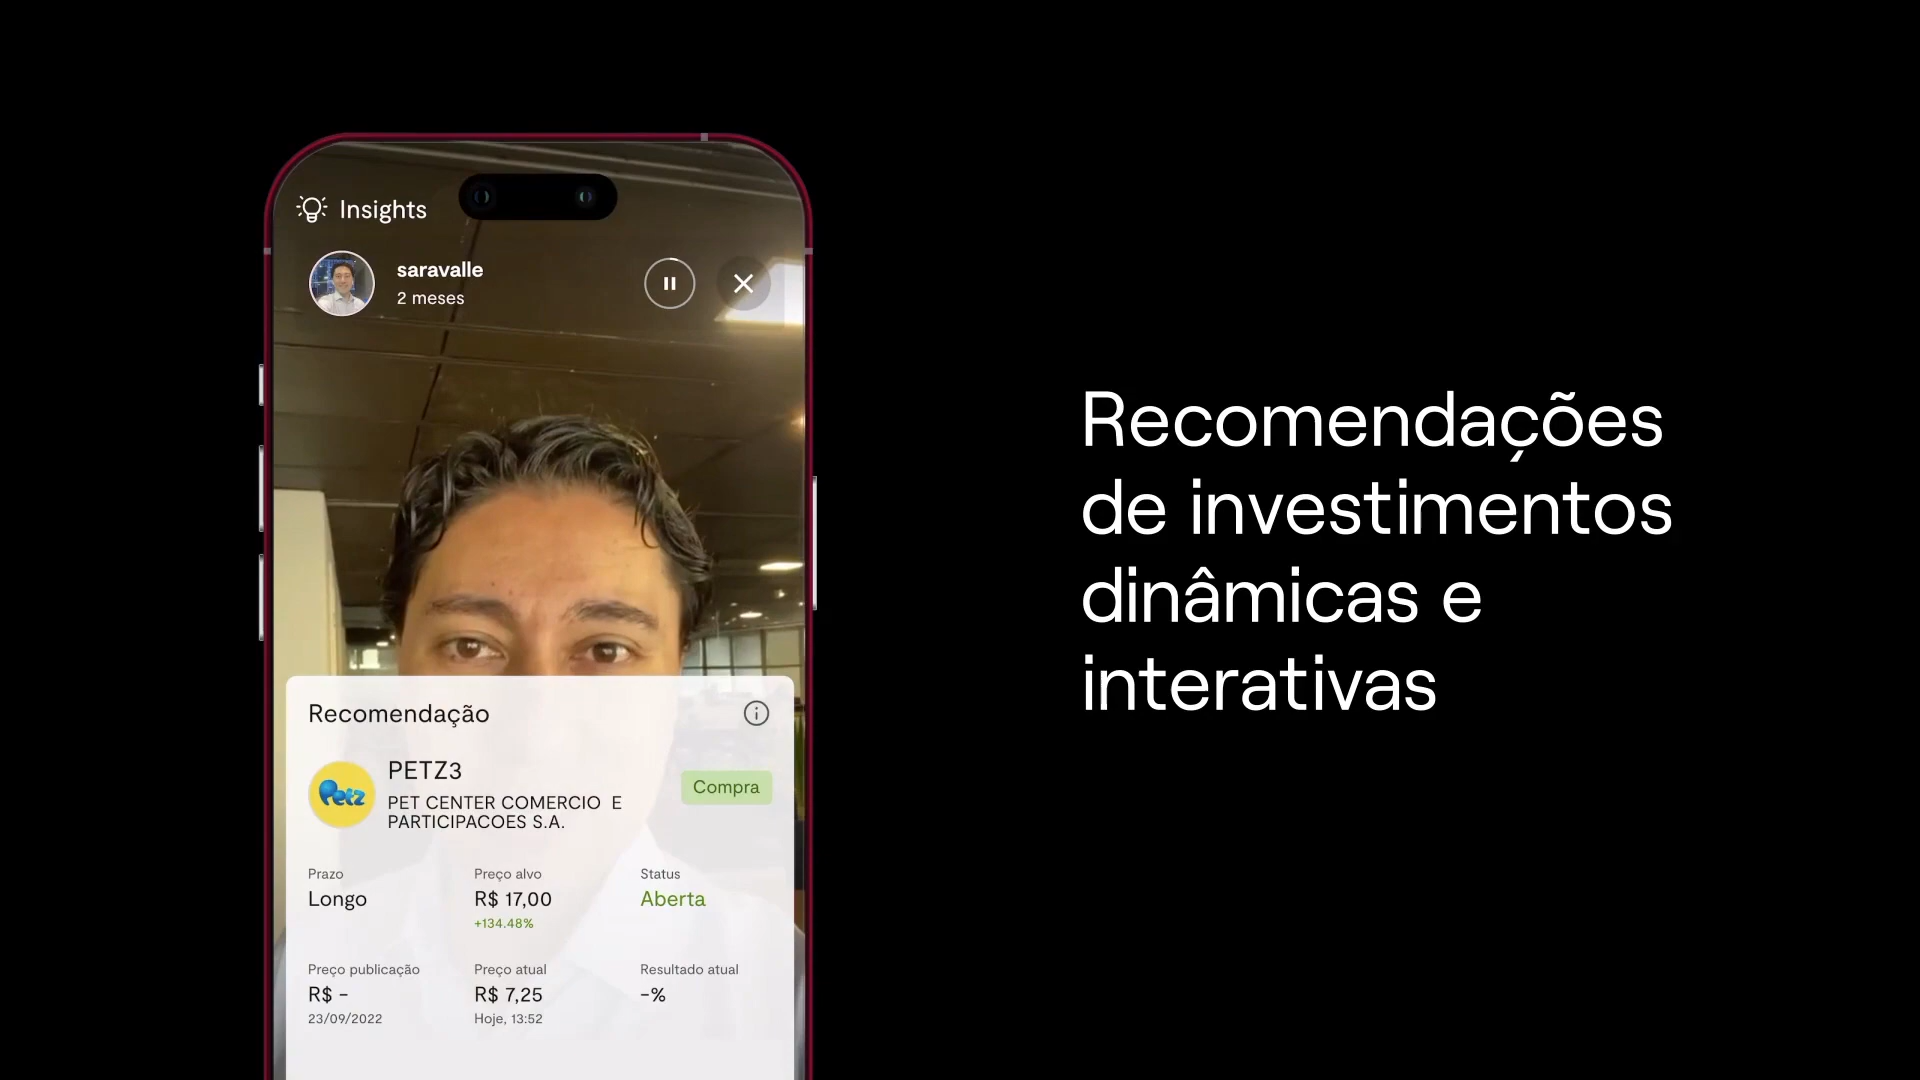 Insights
saravalle
2 meses
Recomendação
Petz
PETZ3
PET CENTER COMERCIO E
PARTICIPACOES S.A.
Compra
Prazo
Longo
Preço alvo
R$ 17,00
+134.48%
Status
Aberta
Preço publicação
R$ -
23/09/2022
Preço atual
R$ 7,25
Hoje, 13:52
Resultado atual
-%
Recomendações
de investimentos
dinâmicas e
interativas